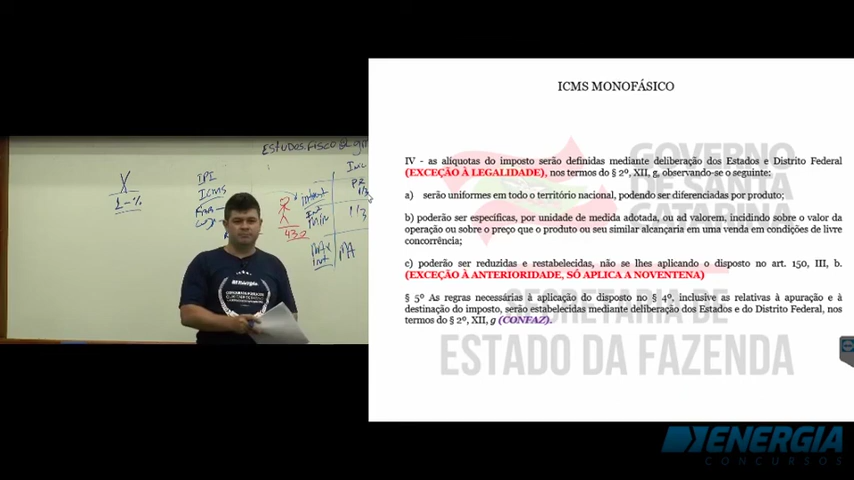 ICMS MONOFÁSICO
IV - as alíquotas do imposto serão definidas mediante deliberação dos Estados e Distrito Federal
(EXCEÇÃO À LEGALIDADE), nos termos do § 2º, XII, g, observando-se o seguinte:
a) serão uniformes em todo o território nacional, podendo ser diferenciadas por produto;
b) poderão ser específicas, por unidade de medida adotada, ou ad valorem, incidindo sobre o valor da
operação ou sobre o preço que o produto ou seu similar alcançaria em uma venda em condições de livre
concorrência;
c) poderão ser reduzidas e restabelecidas, não se lhes aplicando o disposto no art. 150, III, b.
(EXCEÇÃO À ANTERIORIDADE, SÓ APLICA A NOVENTENA)
§ 5º As regras necessárias à aplicação do disposto no § 4º, inclusive as relativas à apuração e à
destinação do imposto, serão estabelecidas mediante deliberação dos Estados e do Distrito Federal, nos
termos do § 2º, XII, g (CONFAZ).
GOVERNO
DE SANTA
CATARINA
SECRETARIA DE
ESTADO DA FAZENDA
IPI
ICMS
1/3
1/3
ENERGIA
CONCURSOS